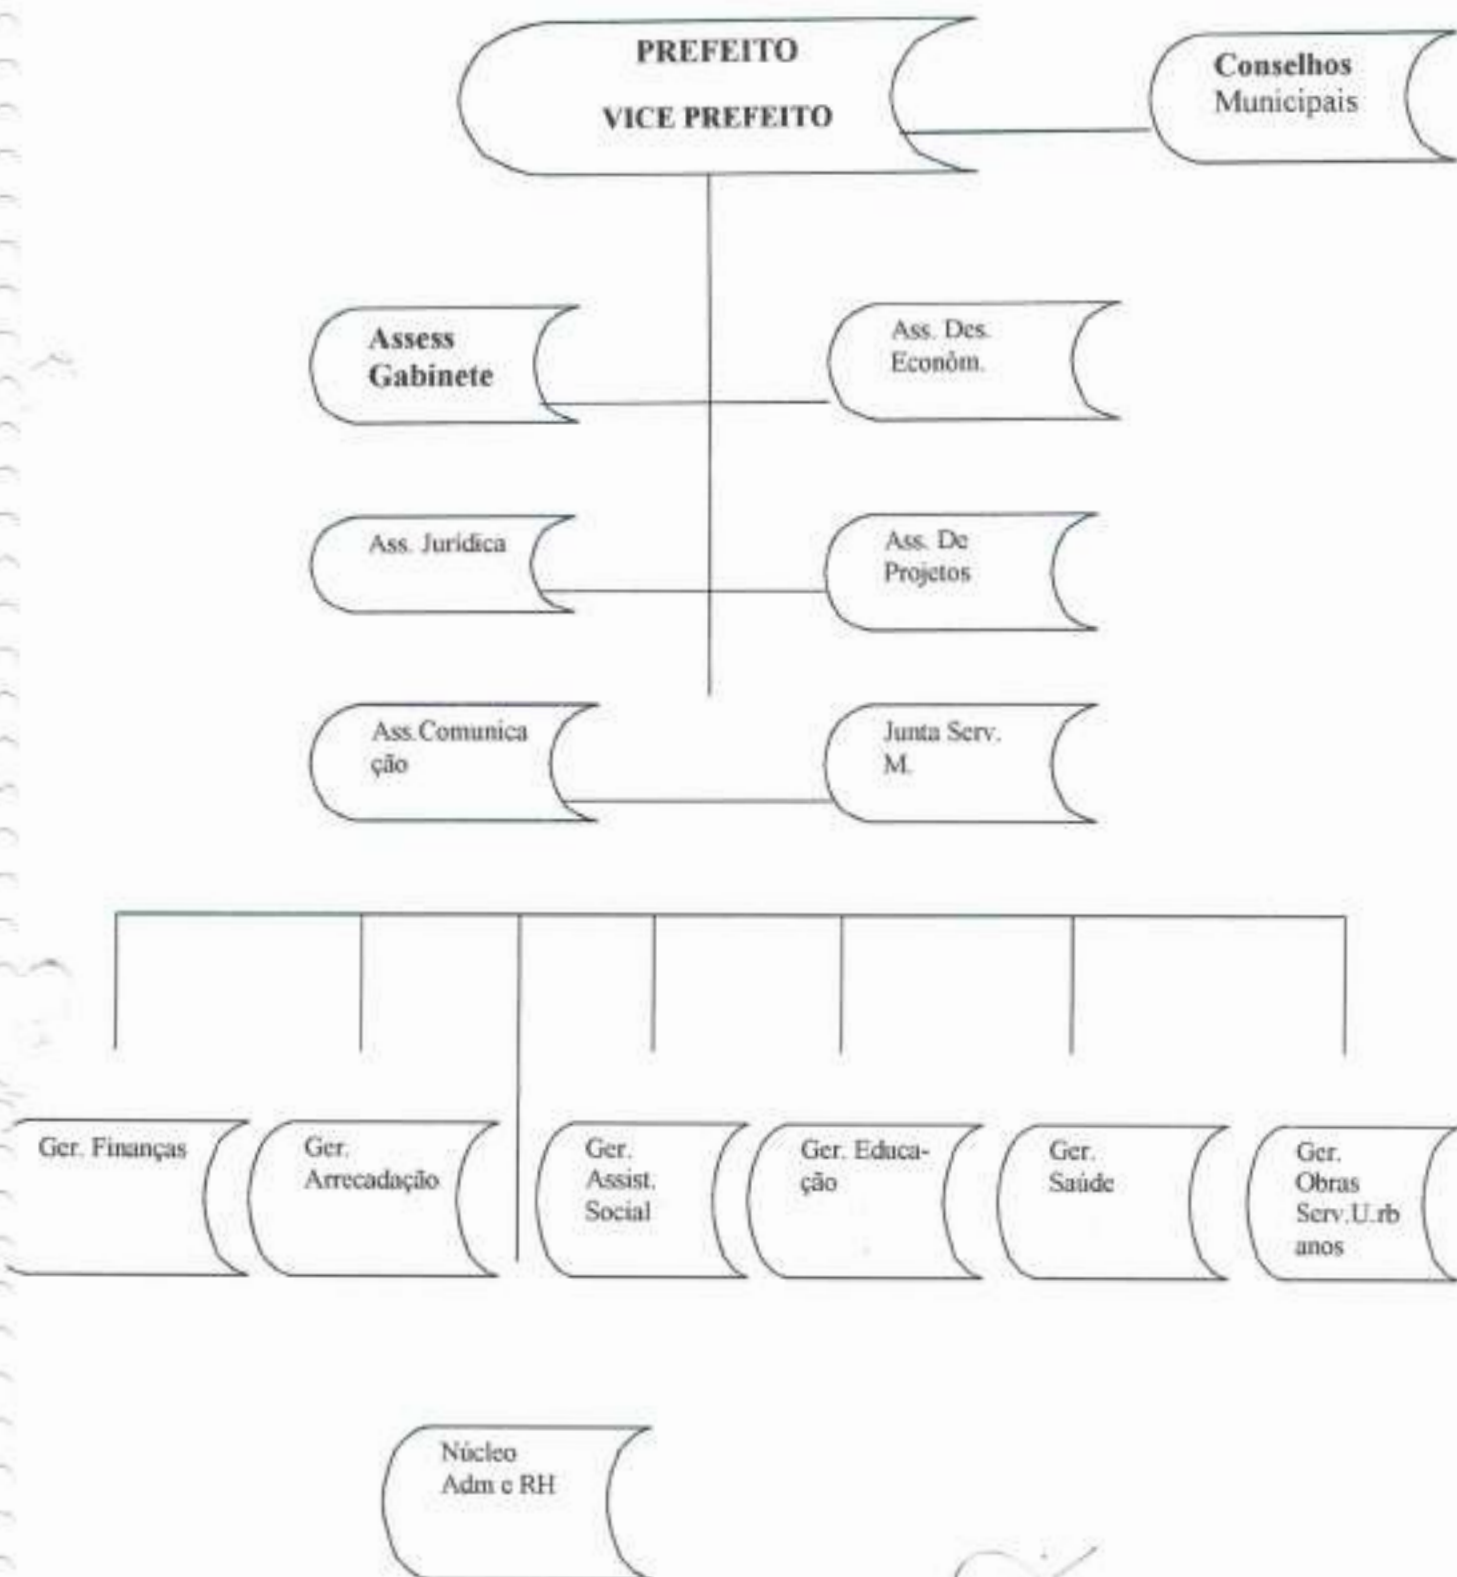 PREFEITO
VICE PREFEITO
Conselhos
Municipais
Assess
Gabinete
Ass. Des.
Econôm.
Ass. Jurídica
Ass. De
Projetos
Ass.Comunica
ção
Junta Serv.
M.
Ger. Finanças
Ger.
Arrecadação
Ger.
Assist.
Social
Ger. Educa-
ção
Ger.
Saúde
Ger.
Obras
Serv.U.rb
anos
Núcleo
Adm e RH